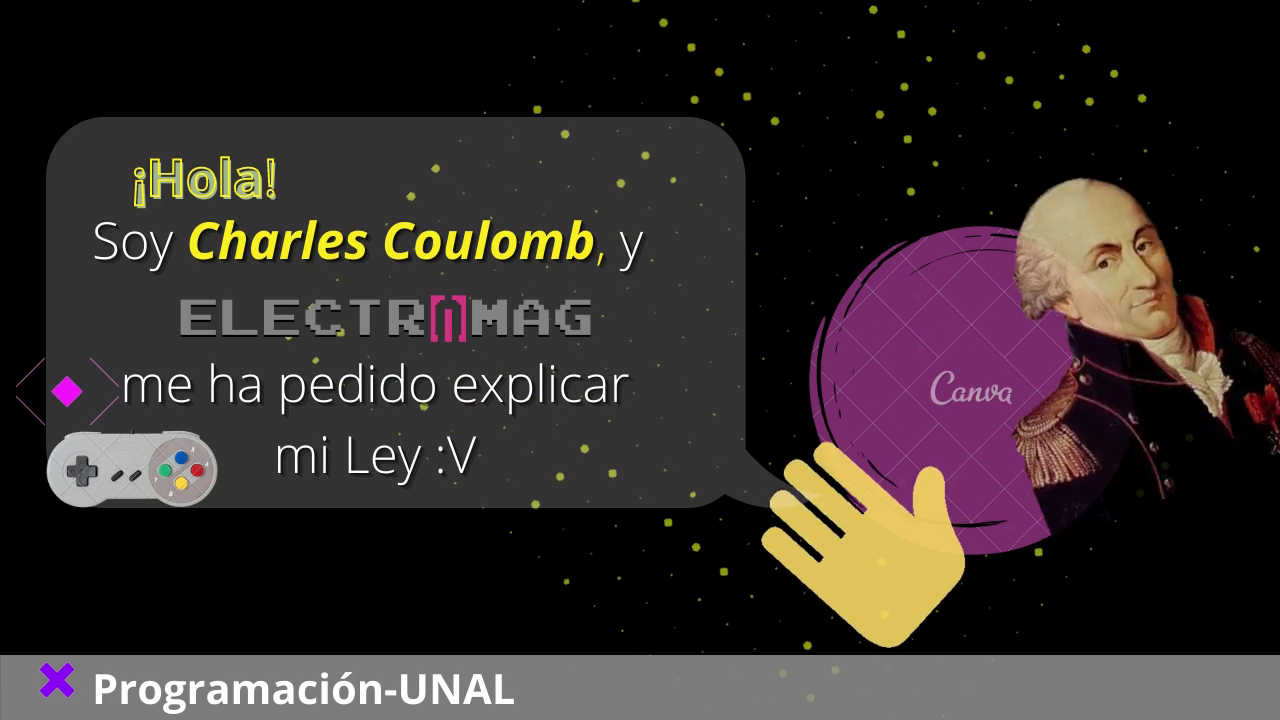 ¡Hola!
Soy Charles Coulomb, y
ELECTR[]MAG
me ha pedido explicar
mi Ley :V
Canva
Programación-UNAL